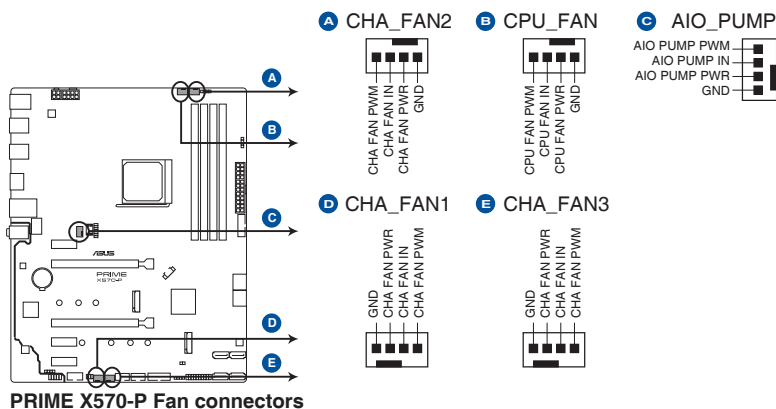 A CHA_FAN2
CHA FAN PWM
CHA FAN IN
CHA FAN PWR
GND
B CPU_FAN
CPU FAN PWM
CPU FAN IN
CPU FAN PWR
GND
C AIO_PUMP
AIO PUMP PWM
AIO PUMP IN
AIO PUMP PWR
GND
A
B
C
D
E
/SUS
PRIME
X570-P
D CHA_FAN1
GND
CHA FAN PWR
CHA FAN IN
CHA FAN PWM
E CHA_FAN3
GND
CHA FAN PWR
CHA FAN IN
CHA FAN PWM
PRIME X570-P Fan connectors